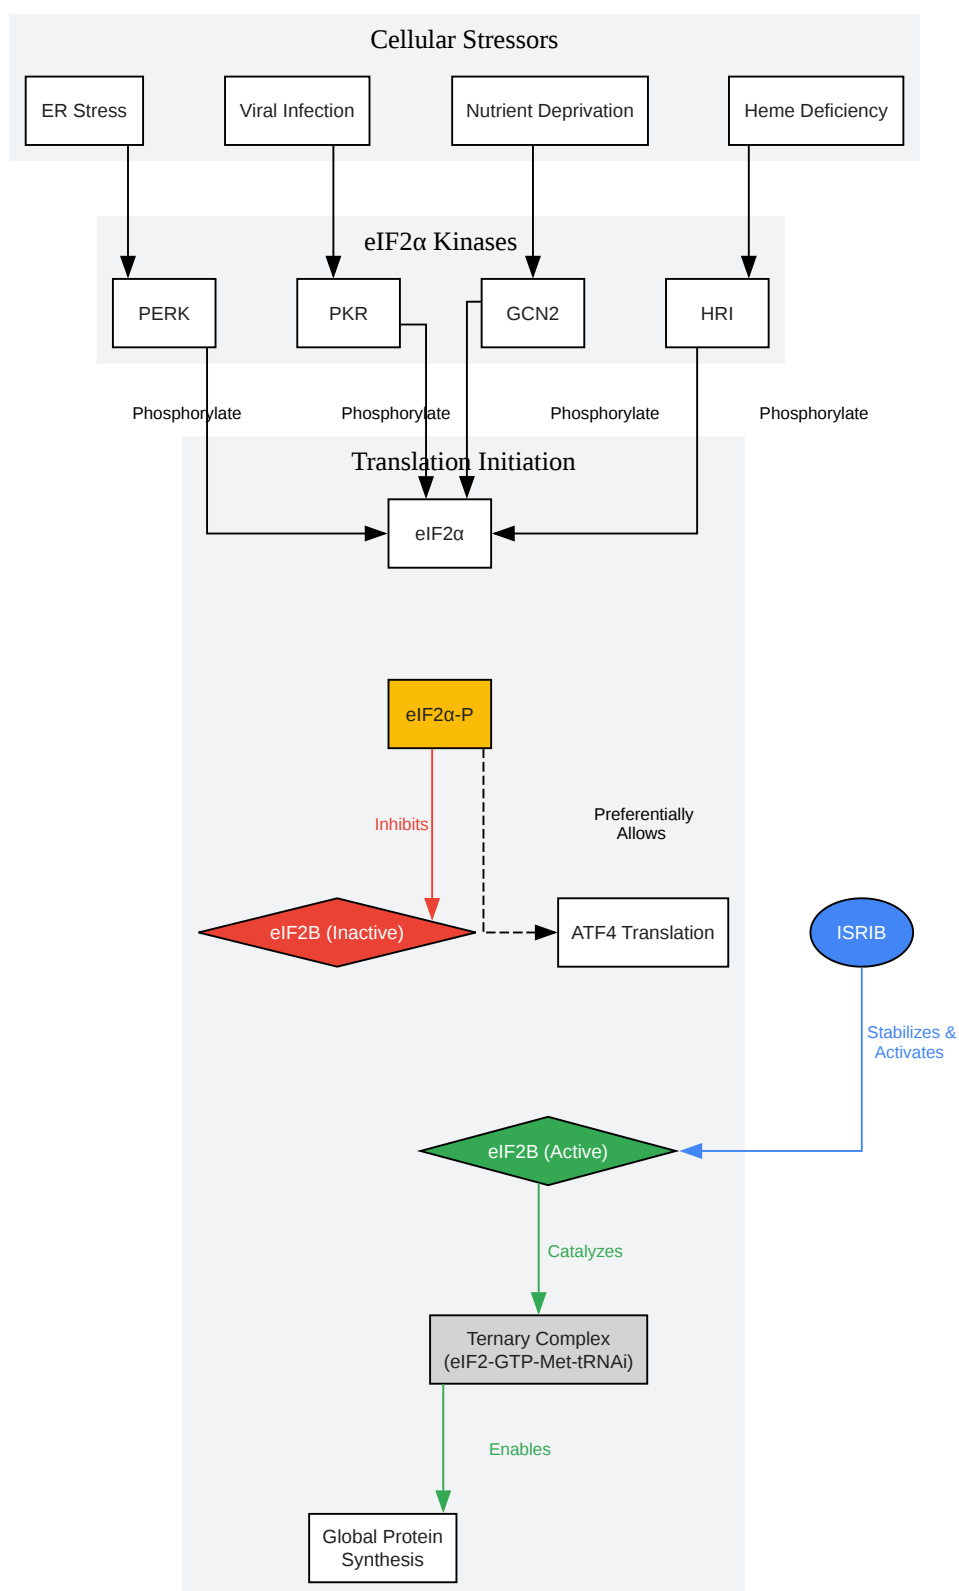 Cellular Stressors
ER Stress
Viral Infection
Nutrient Deprivation
Heme Deficiency
eIF2α Kinases
PERK
PKR
GCN2
HRI
Phosphorylate
Phosphorylate
Phosphorylate
Phosphorylate
Translation Initiation
eIF2α
eIF2α-P
Inhibits
Preferentially
Allows
eIF2B (Inactive)
ATF4 Translation
ISRIB
Stabilizes &
Activates
eIF2B (Active)
Catalyzes
Ternary Complex
(eIF2-GTP-Met-tRNAi)
Enables
Global Protein
Synthesis